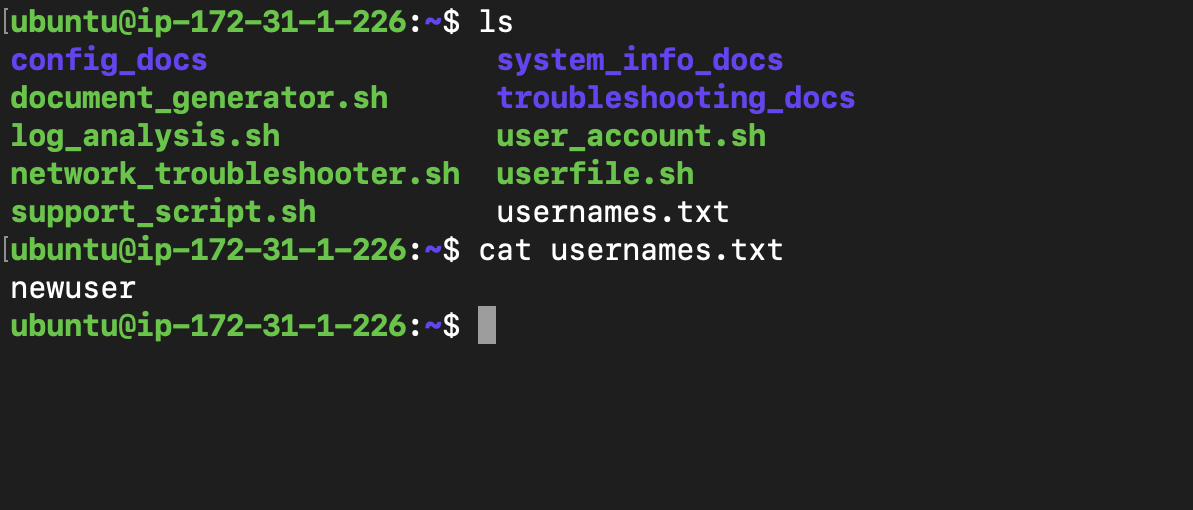 [ubuntu@ip-172-31-1-226:~$ ls
config_docs                system_info_docs
document_generator.sh      troubleshooting_docs
log_analysis.sh            user_account.sh
network_troubleshooter.sh  userfile.sh
support_script.sh          usernames.txt
[ubuntu@ip-172-31-1-226:~$ cat usernames.txt
newuser
ubuntu@ip-172-31-1-226:~$